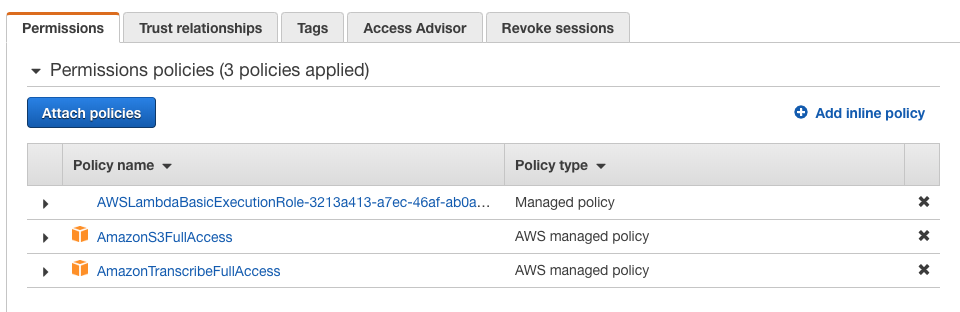 Permissions Trust relationships Tags Access Advisor Revoke sessions
Permissions policies (3 policies applied)
Attach policies Add inline policy
Policy name Policy type
AWSLambdaBasicExecutionRole-3213a413-a7ec-46af-ab0a... Managed policy
AmazonS3FullAccess AWS managed policy
AmazonTranscribeFullAccess AWS managed policy